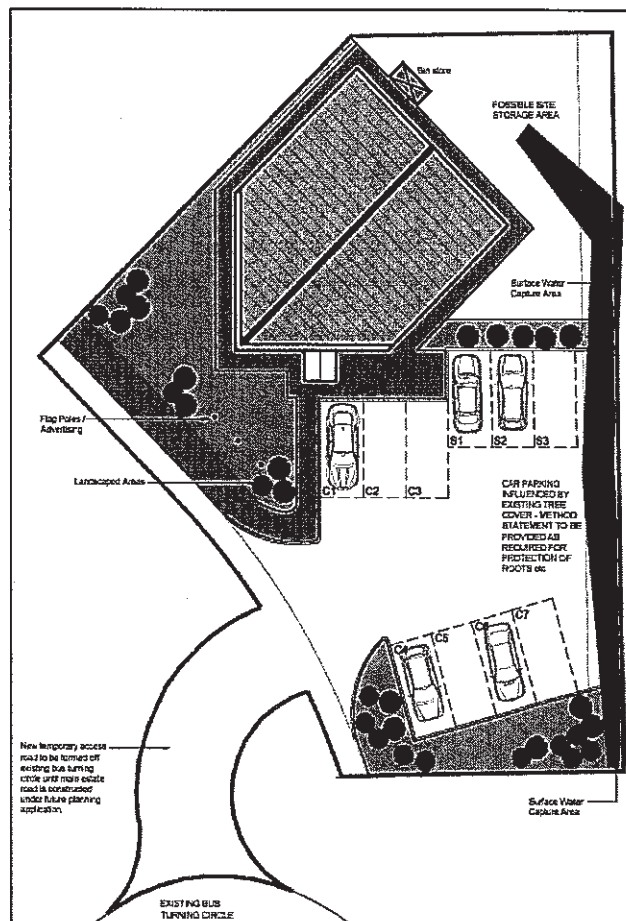 Bin store
POSSIBLE SITE
STORAGE AREA
Surface Water
Capture Area
Flag Poles /
Advertising
Landscaped Areas
S1
S2
S3
C1
C2
C3
CAR PARKING
INFLUENCED BY
EXISTING TREE
COVER - METHOD
STATEMENT TO BE
PROVIDED AS
REQUIRED FOR
PROTECTION OF
ROOTS etc
C4
C5
C6
C7
New temporary access
road to be formed off
existing bus turning
circle until main estate
road is constructed
under future planning
application.
Surface Water
Capture Area
EXISTING BUS
TURNING CIRCLE